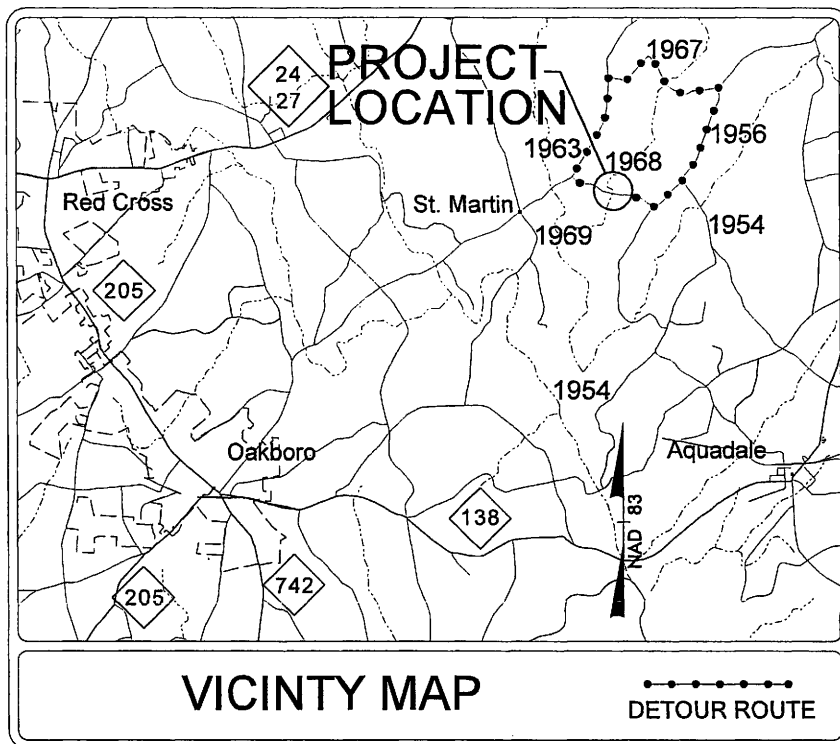 PROJECT
LOCATION
24
27
1967
1956
1963
1968
Red Cross
St. Martin
1969
1954
205
1954
Oakboro
Aquadale
138
NAD 83
205
742
VICINTY MAP
DETOUR ROUTE